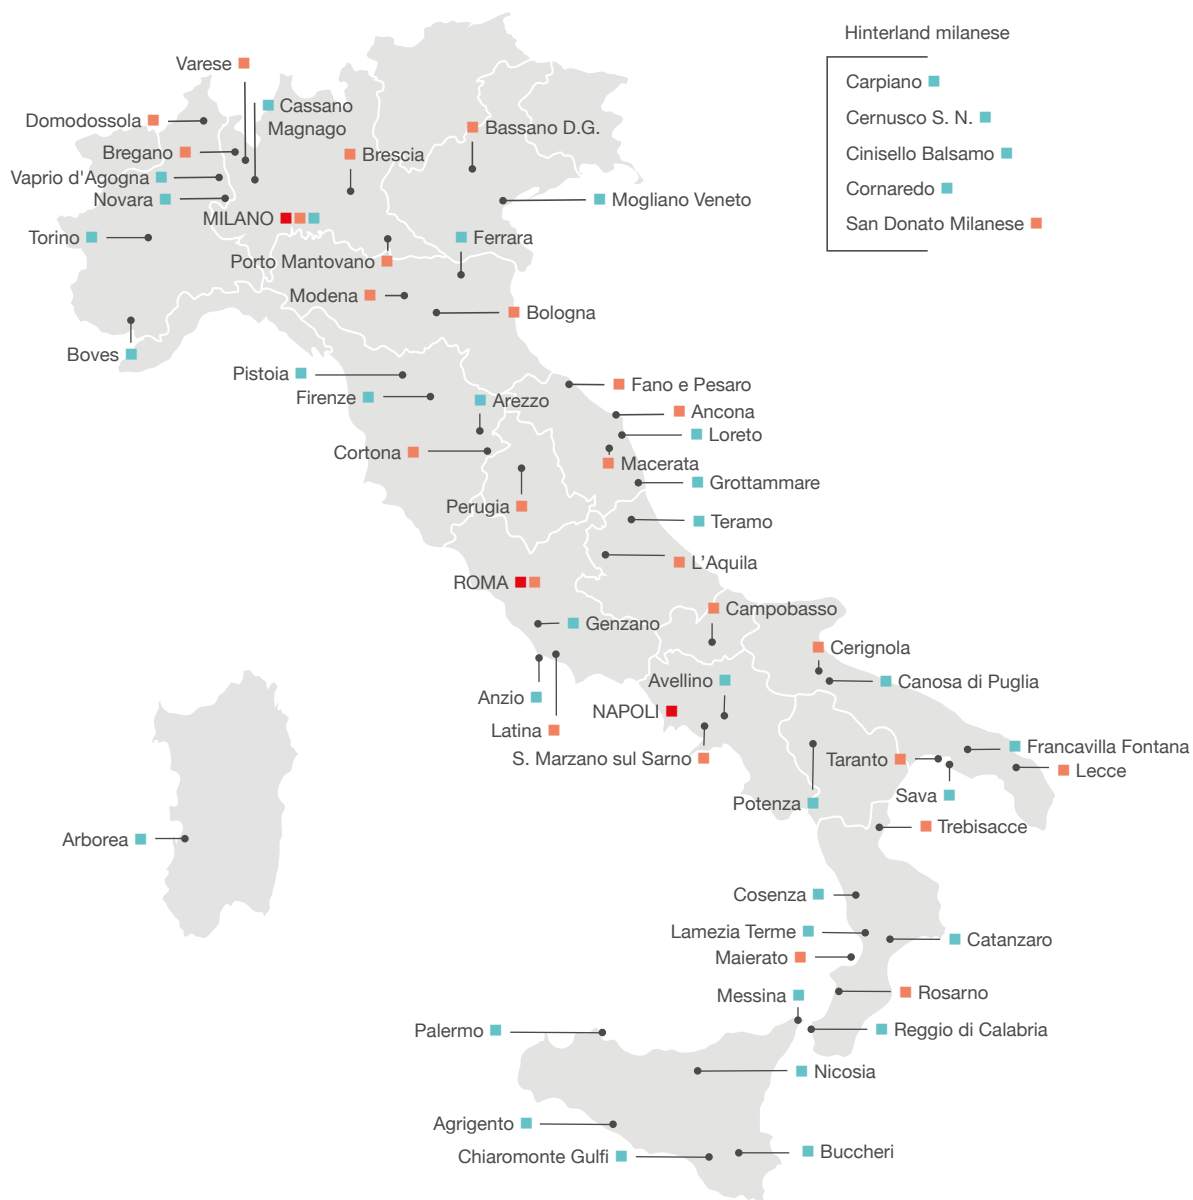 Hinterland milanese
Carpiano
Cernusco S. N.
Cinisello Balsamo
Cornaredo
San Donato Milanese
Varese
Cassano
Magnago
Domodossola
Bassano D.G.
Bregano
Brescia
Vaprio d'Agogna
Novara
Mogliano Veneto
MILANO
Torino
Ferrara
Porto Mantovano
Modena
Bologna
Boves
Pistoia
Fano e Pesaro
Firenze
Arezzo
Ancona
Loreto
Cortona
Macerata
Grottammare
Perugia
Teramo
L’Aquila
ROMA
Campobasso
Genzano
Cerignola
Avellino
Canosa di Puglia
Anzio
NAPOLI
Latina
Francavilla Fontana
S. Marzano sul Sarno
Taranto
Lecce
Sava
Potenza
Trebisacce
Arborea
Cosenza
Lamezia Terme
Catanzaro
Maierato
Messina
Rosarno
Palermo
Reggio di Calabria
Nicosia
Agrigento
Buccheri
Chiaromonte Gulfi